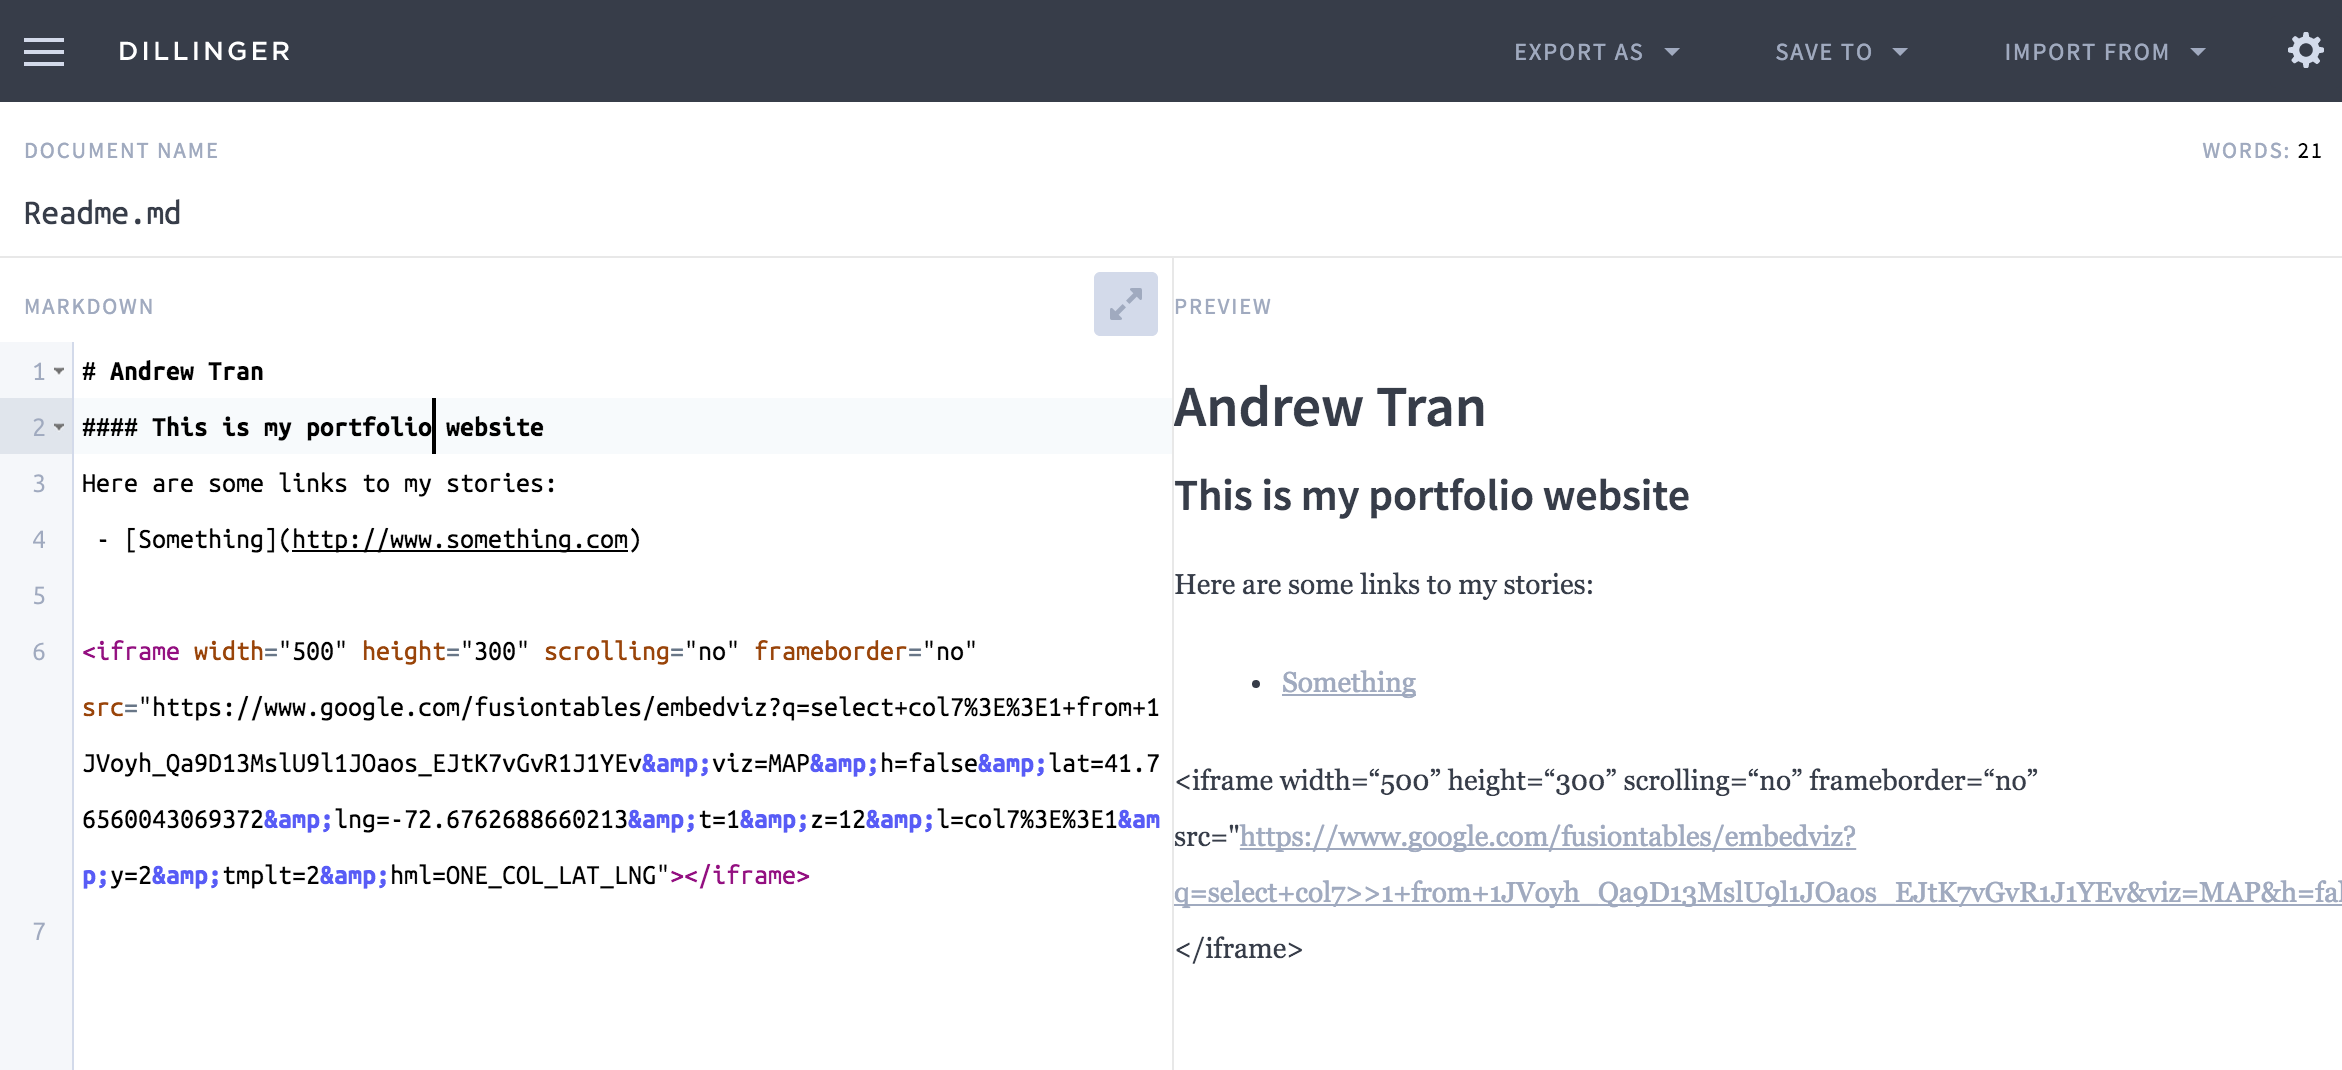 DILLINGER
EXPORT AS
SAVE TO
IMPORT FROM
DOCUMENT NAME
WORDS: 21
Readme.md
MARKDOWN
1 # Andrew Tran
2 #### This is my portfolio website
3 Here are some links to my stories:
4 - [Something](http://www.something.com)
5
6 <iframe width="500" height="300" scrolling="no" frameborder="no"
src="https://www.google.com/fusiontables/embedviz?q=select+col7%3E%3E1+from+1
JVoyh_Qa9D13MslU9l1JOaos_EJtK7vGvR1J1YEv&amp;viz=MAP&amp;h=false&amp;lat=41.7
6560043069372&amp;lng=-72.6762688660213&amp;t=1&amp;z=12&amp;l=col7%3E%3E1&am
p;y=2&amp;tmplt=2&amp;hml=ONE_COL_LAT_LNG"></iframe>
7
PREVIEW
Andrew Tran
This is my portfolio website
Here are some links to my stories:
• Something
<iframe width=“500” height=“300” scrolling=“no” frameborder=“no”
src="https://www.google.com/fusiontables/embedviz?
q=select+col7>>1+from+1JVoyh_Qa9D13MslU9l1JOaos_EJtK7vGvR1J1YEv&viz=MAP&h=fal
</iframe>